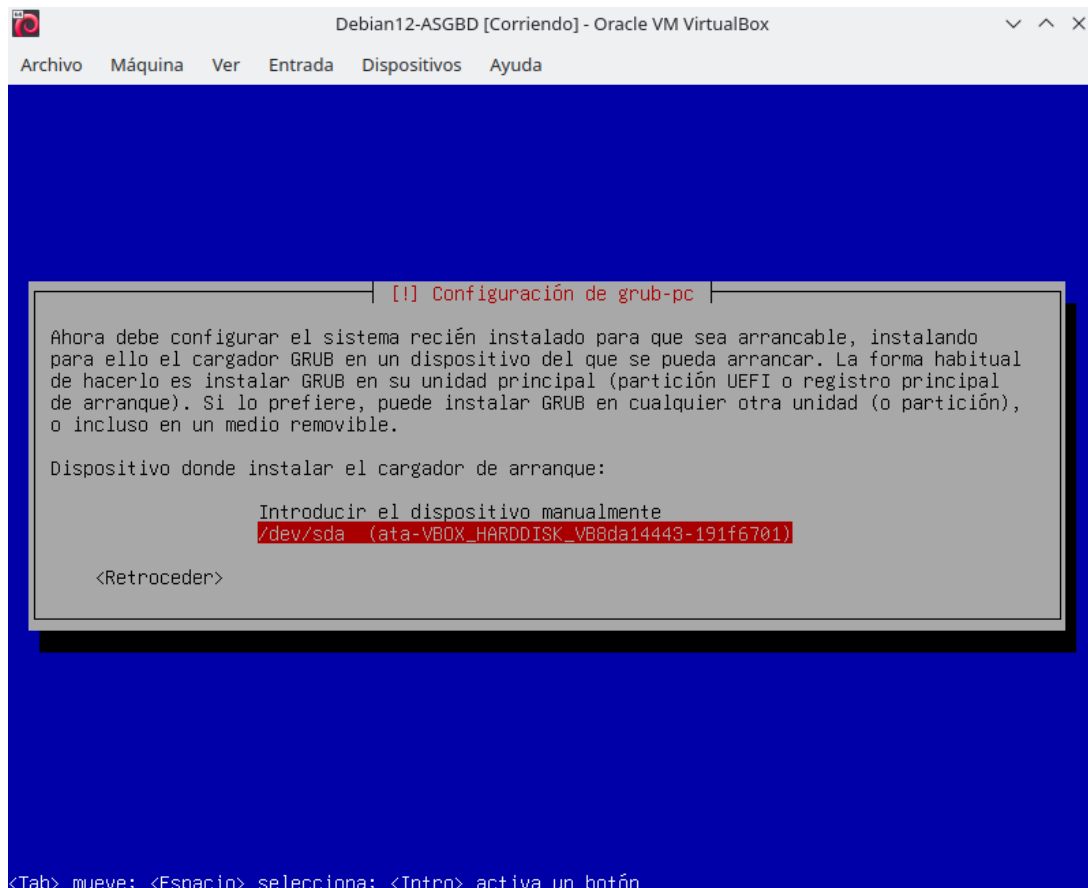 Debian12-ASGBD [Corriendo] - Oracle VM VirtualBox
Archivo Máquina Ver Entrada Dispositivos Ayuda
[!] Configuración de grub-pc
Ahora debe configurar el sistema recién instalado para que sea arrancable, instalando
para ello el cargador GRUB en un dispositivo del que se pueda arrancar. La forma habitual
de hacerlo es instalar GRUB en su unidad principal (partición UEFI o registro principal
de arranque). Si lo prefiere, puede instalar GRUB en cualquier otra unidad (o partición),
o incluso en un medio removible.
Dispositivo donde instalar el cargador de arranque:
Introducir el dispositivo manualmente
/dev/sda (ata-VBOX_HARDDISK_VB8da14443-191f6701)
<Retroceder>
<Tab> mueve; <Espacio> selecciona; <Intro> activa un botón